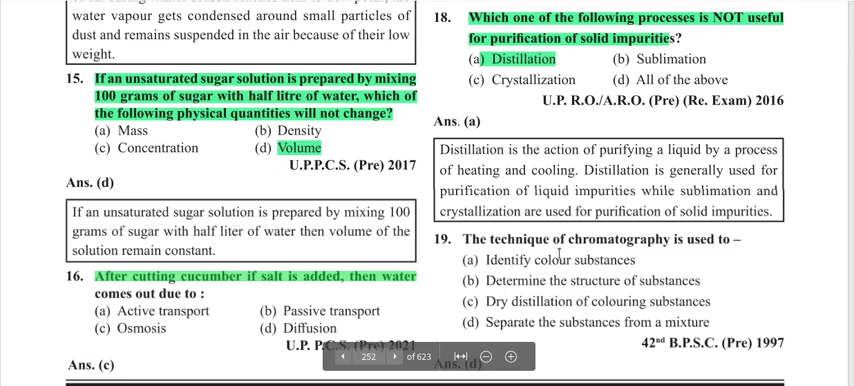 water vapour gets condensed around small particles of
dust and remains suspended in the air because of their low
weight.
15. If an unsaturated sugar solution is prepared by mixing
100 grams of sugar with half litre of water, which of
the following physical quantities will not change?
(a) Mass (b) Density
(c) Concentration (d) Volume
U.P.P.C.S. (Pre) 2017
Ans. (d)
If an unsaturated sugar solution is prepared by mixing 100
grams of sugar with half liter of water then volume of the
solution remain constant.
16. After cutting cucumber if salt is added, then water
comes out due to :
(a) Active transport (b) Passive transport
(c) Osmosis (d) Diffusion
U.P. P.C.S. (Pre) 2021
Ans. (c)
18. Which one of the following processes is NOT useful
for purification of solid impurities?
(a) Distillation (b) Sublimation
(c) Crystallization (d) All of the above
U.P. R.O./A.R.O. (Pre) (Re. Exam) 2016
Ans. (a)
Distillation is the action of purifying a liquid by a process
of heating and cooling. Distillation is generally used for
purification of liquid impurities while sublimation and
crystallization are used for purification of solid impurities.
19. The technique of chromatography is used to –
(a) Identify colour substances
(b) Determine the structure of substances
(c) Dry distillation of colouring substances
(d) Separate the substances from a mixture
42nd B.P.S.C. (Pre) 1997
Ans. (d)
252 of 623